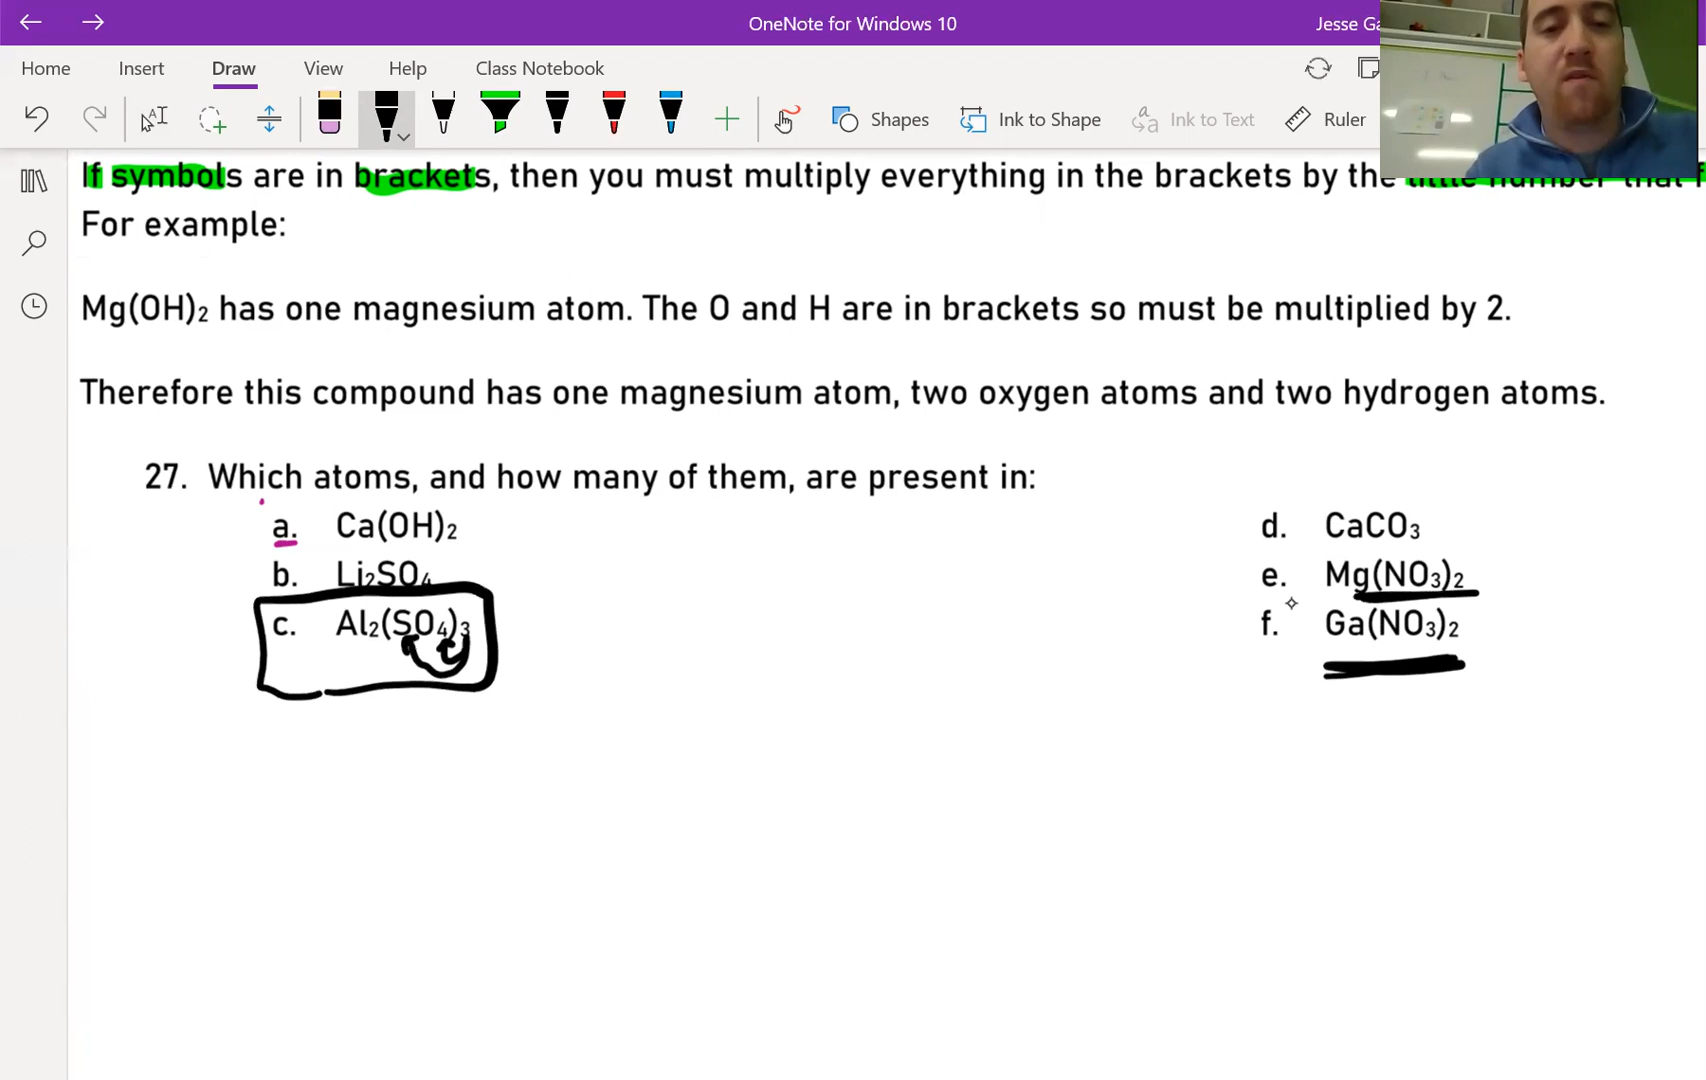 OneNote for Windows 10
Jesse Ga
Home Insert Draw View Help Class Notebook
Shapes Ink to Shape Ink to Text Ruler
If symbols are in brackets, then you must multiply everything in the brackets by the little number that f
For example:
Mg(OH)₂ has one magnesium atom. The O and H are in brackets so must be multiplied by 2.
Therefore this compound has one magnesium atom, two oxygen atoms and two hydrogen atoms.
27. Which atoms, and how many of them, are present in:
a. Ca(OH)₂
b. Li₂SO₄
c. Al₂(SO₄)₃
d. CaCO₃
e. Mg(NO₃)₂
f. Ga(NO₃)₂